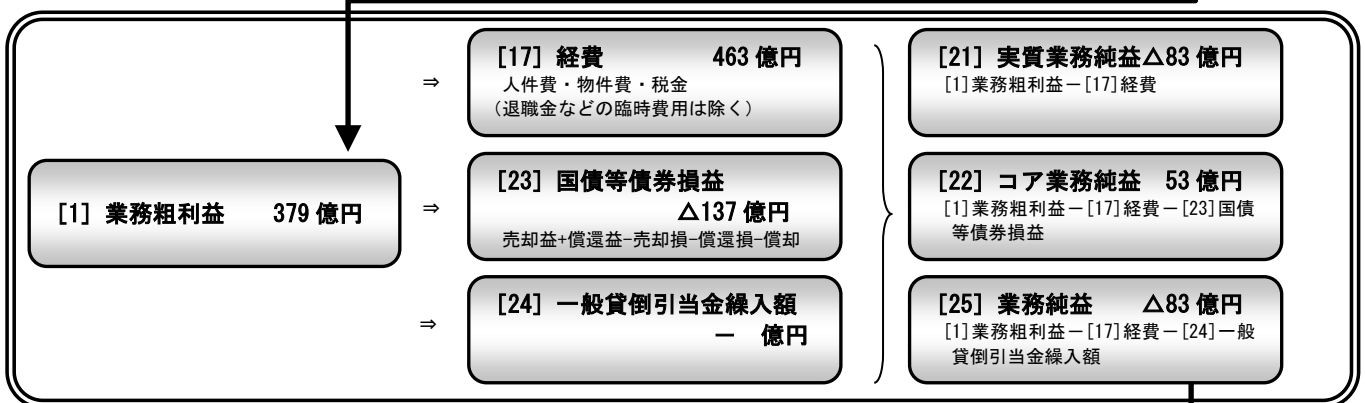 [1] 業務粗利益 379 億円
⇒
[17] 経費 463 億円
人件費・物件費・税金
(退職金などの臨時費用は除く)
⇒
[23] 国債等債券損益
△137 億円
売却益+償還益−売却損−償還損−償却
⇒
[24] 一般貸倒引当金繰入額
− 億円
[21] 実質業務純益△83 億円
[1]業務粗利益−[17]経費
[22] コア業務純益 53 億円
[1]業務粗利益−[17]経費−[23]国債
等債券損益
[25] 業務純益 △83 億円
[1]業務粗利益−[17]経費−[24]一般
貸倒引当金繰入額